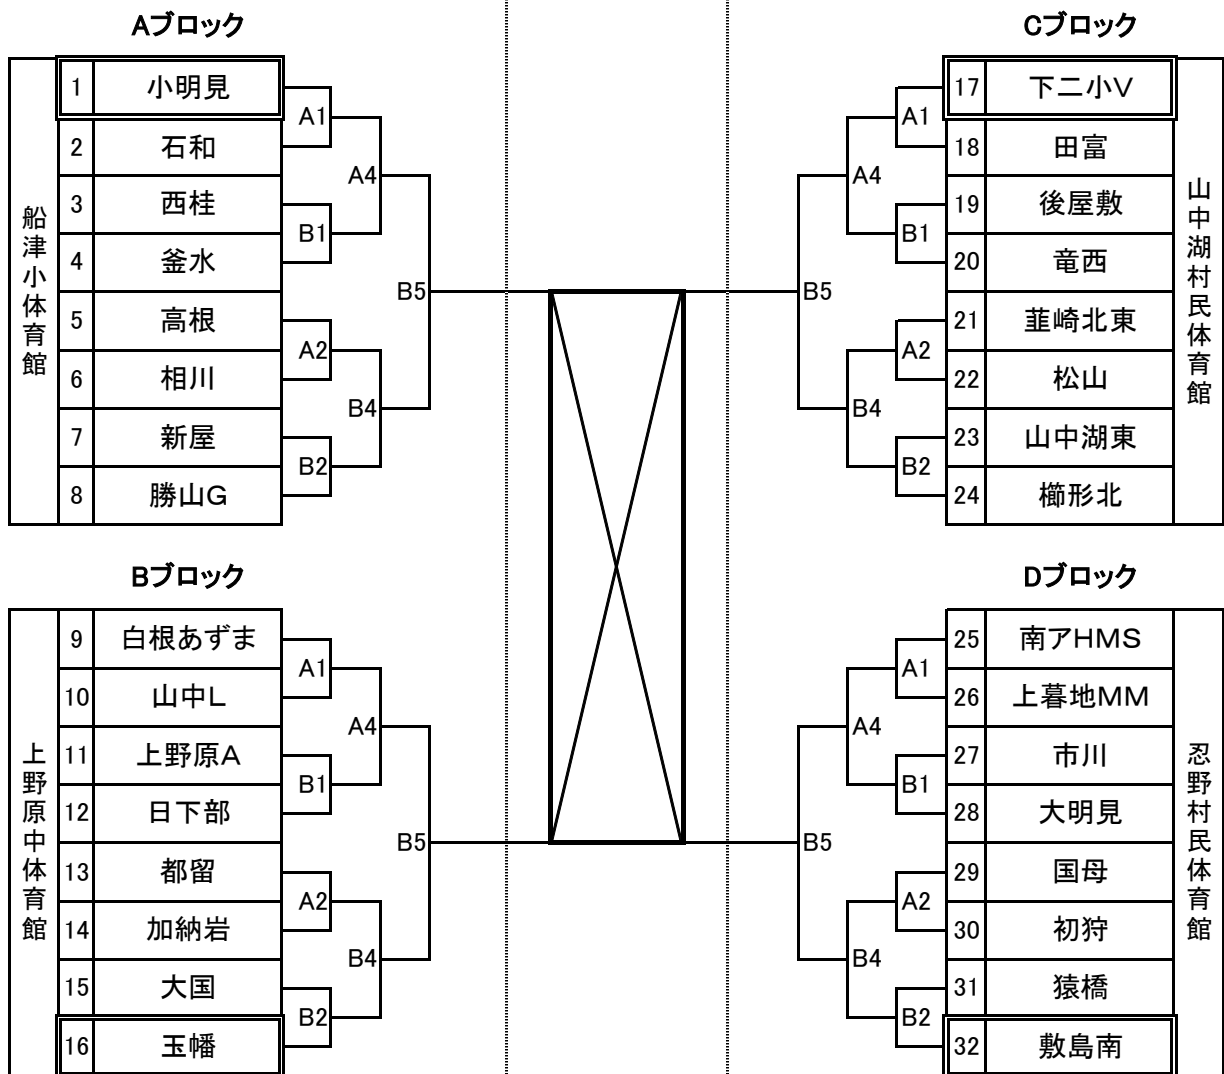 Aブロック
船津小体育館
1 小明見
2 石和
3 西桂
4 釜水
5 高根
6 相川
7 新屋
8 勝山G
A1
B1
A2
B2
A4
B4
B5
Bブロック
上野原中体育館
9 白根あずま
10 山中L
11 上野原A
12 日下部
13 都留
14 加納岩
15 大国
16 玉幡
A1
B1
A2
B2
A4
B4
B5
Cブロック
17 下二小V
18 田富
19 後屋敷
20 竜西
21 韮崎北東
22 松山
23 山中湖東
24 櫛形北
山中湖村民体育館
A1
B1
A2
B2
A4
B4
B5
Dブロック
25 南アHMS
26 上暮地MM
27 市川
28 大明見
29 国母
30 初狩
31 猿橋
32 敷島南
忍野村民体育館
A1
B1
A2
B2
A4
B4
B5